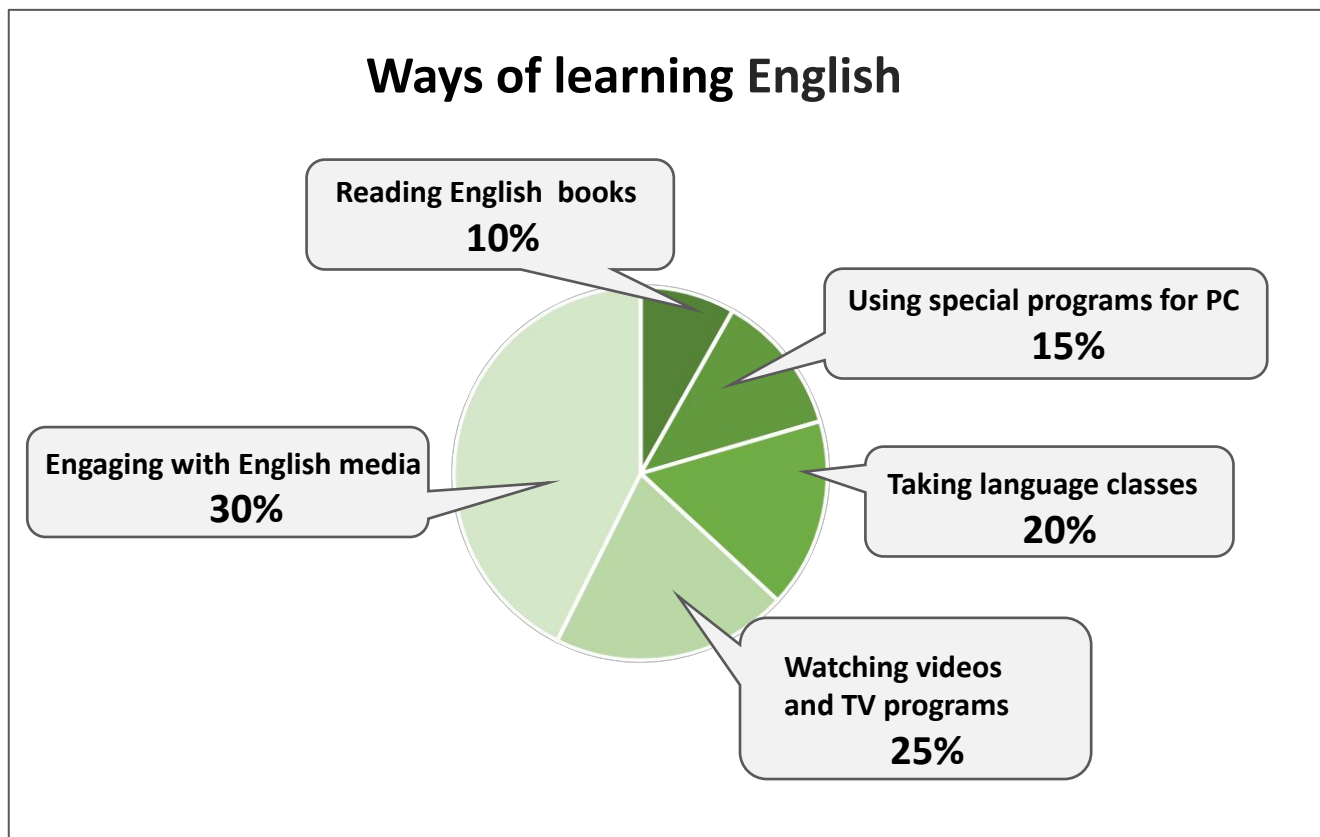 Ways of learning English
Reading English  books
10%
Using special programs for PC
15%
Taking language classes
20%
Watching videos
and TV programs
25%
Engaging with English media
30%